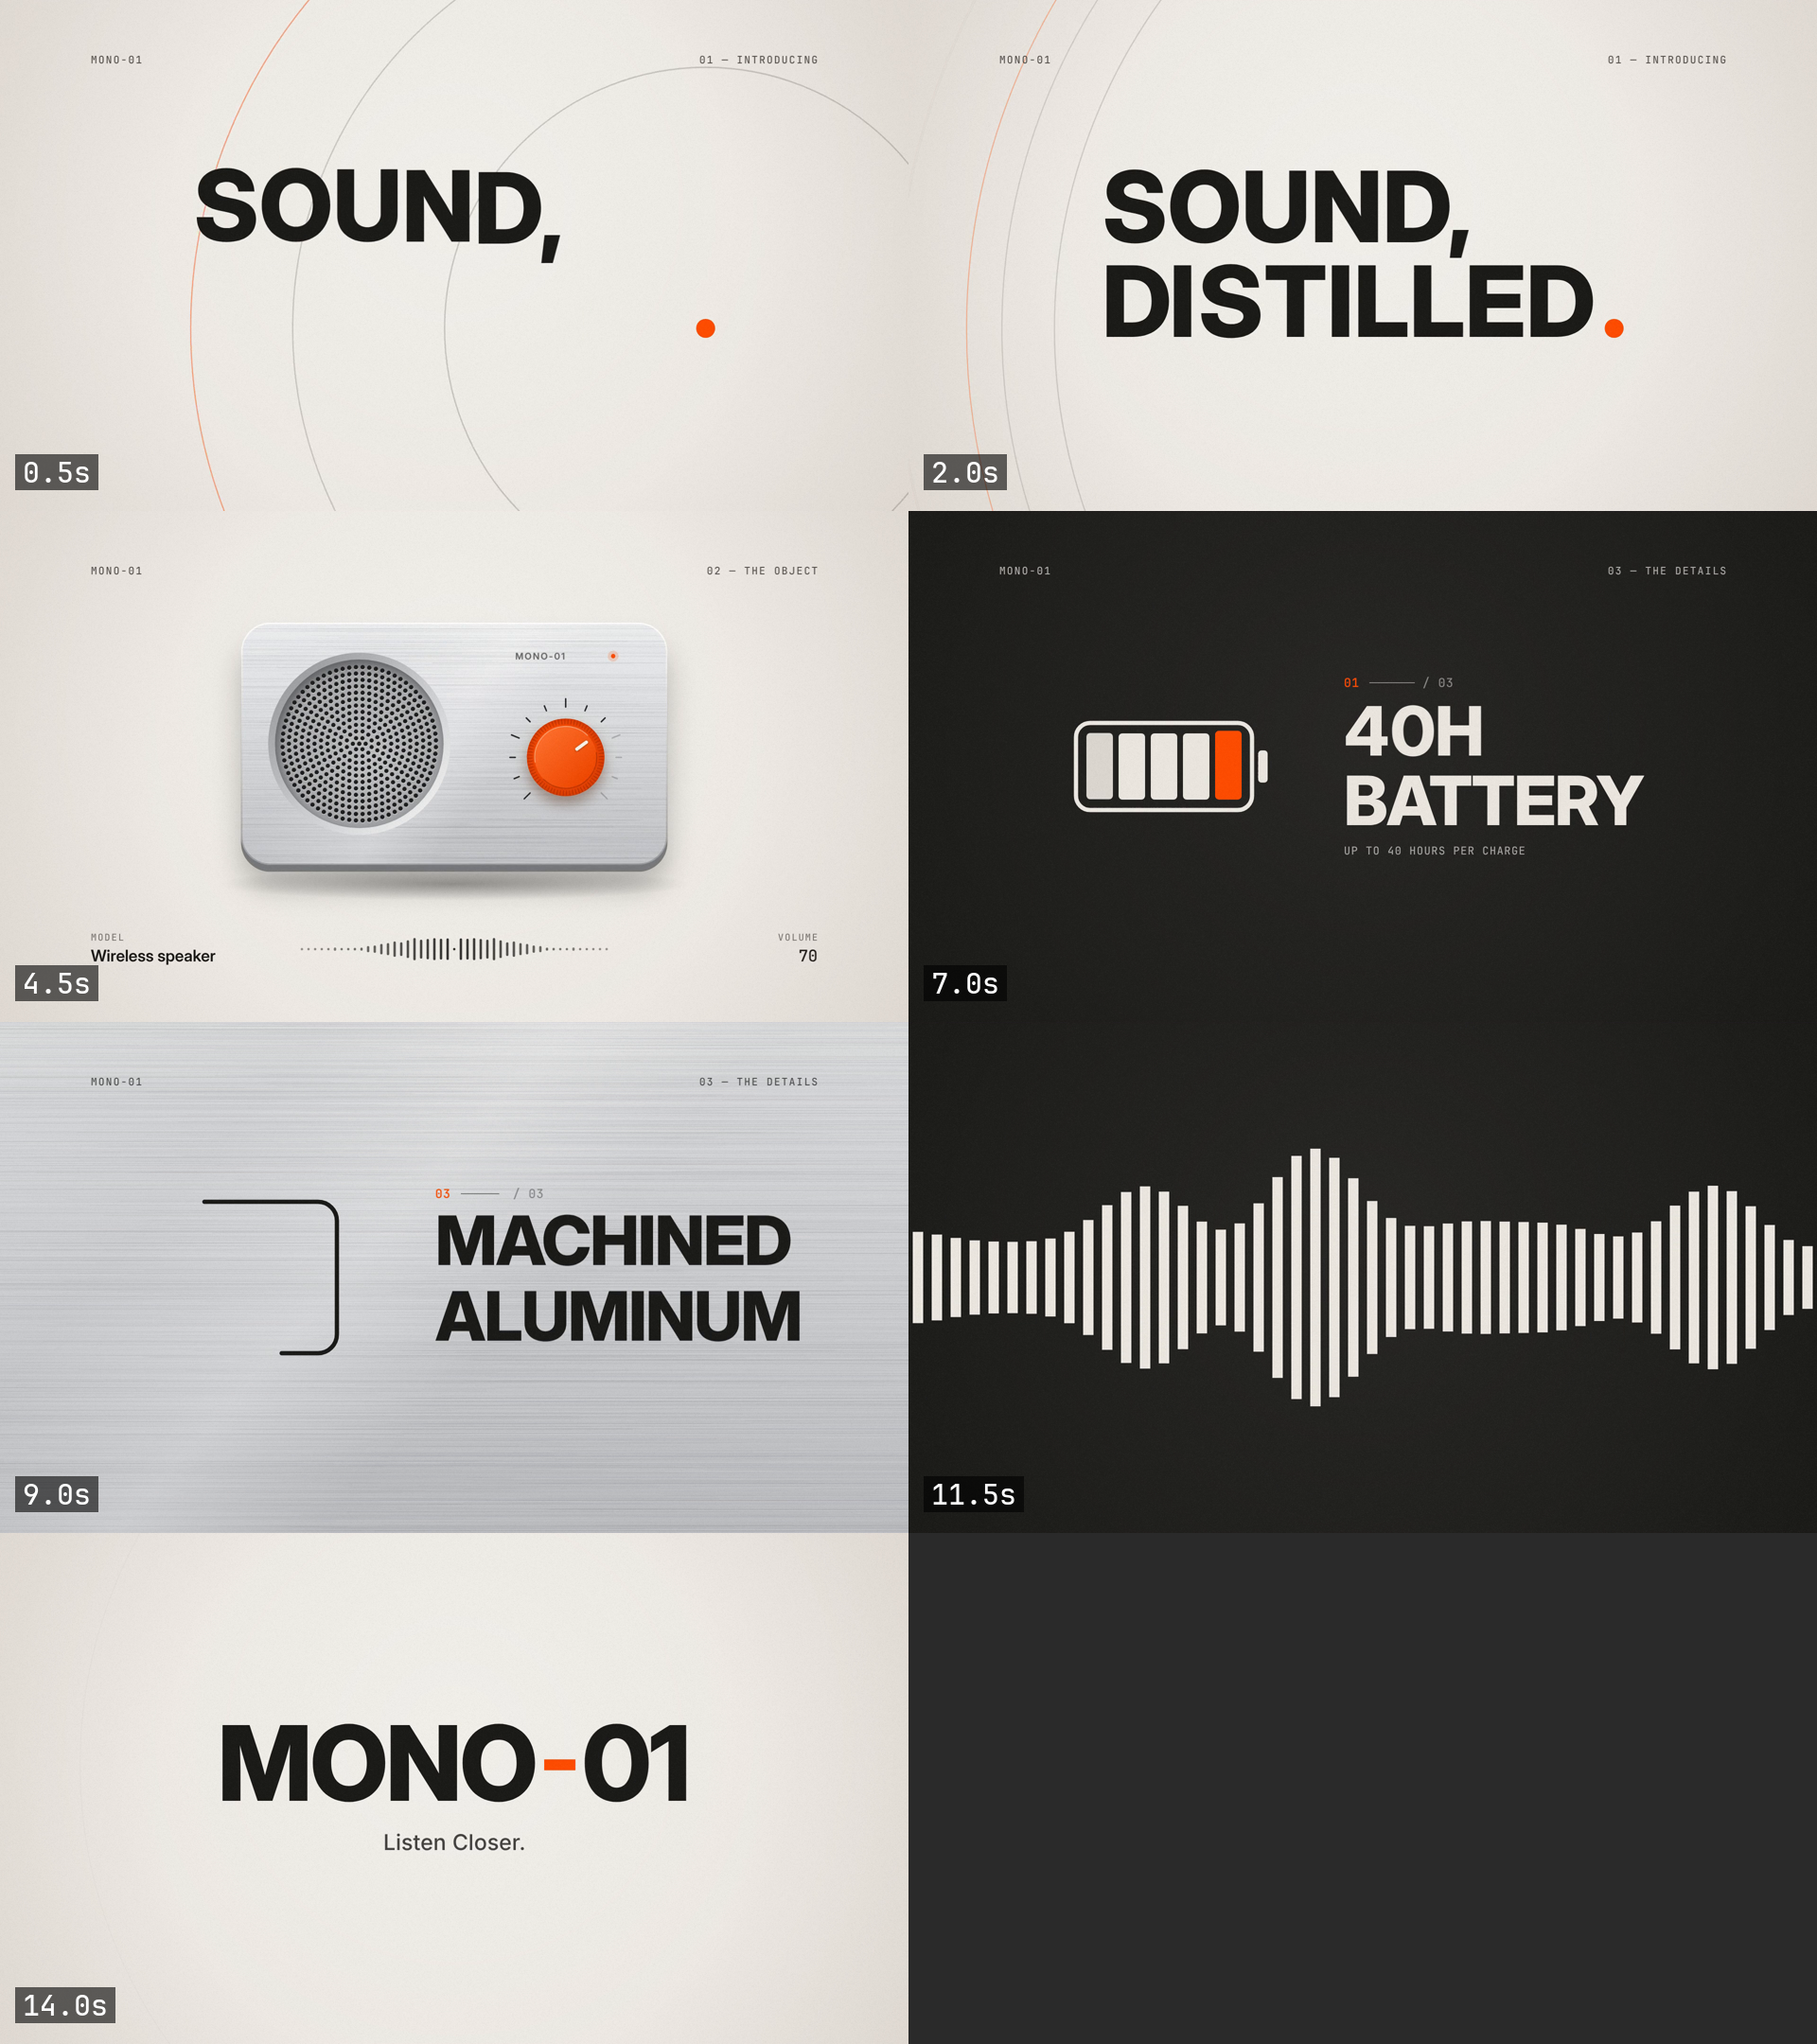 MONO-01
01 — INTRODUCING
SOUND,
0.5s
MONO-01
01 — INTRODUCING
SOUND,
DISTILLED.
2.0s
MONO-01
02 — THE OBJECT
MONO-01
MODEL
Wireless speaker
VOLUME
70
4.5s
MONO-01
03 — THE DETAILS
01 / 03
40H
BATTERY
UP TO 40 HOURS PER CHARGE
7.0s
MONO-01
03 — THE DETAILS
03 / 03
MACHINED
ALUMINUM
9.0s
11.5s
MONO-01
Listen Closer.
14.0s